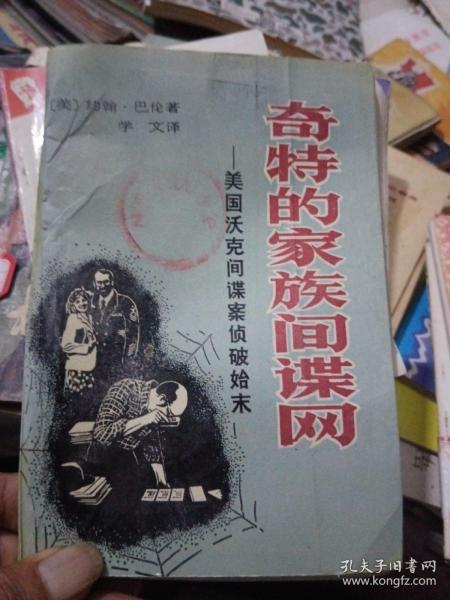 [美]约翰·巴伦著
学 文译
奇特的家族间谍网
—美国沃克间谍案侦破始末—
孔夫子旧书网
www.kongfz.com